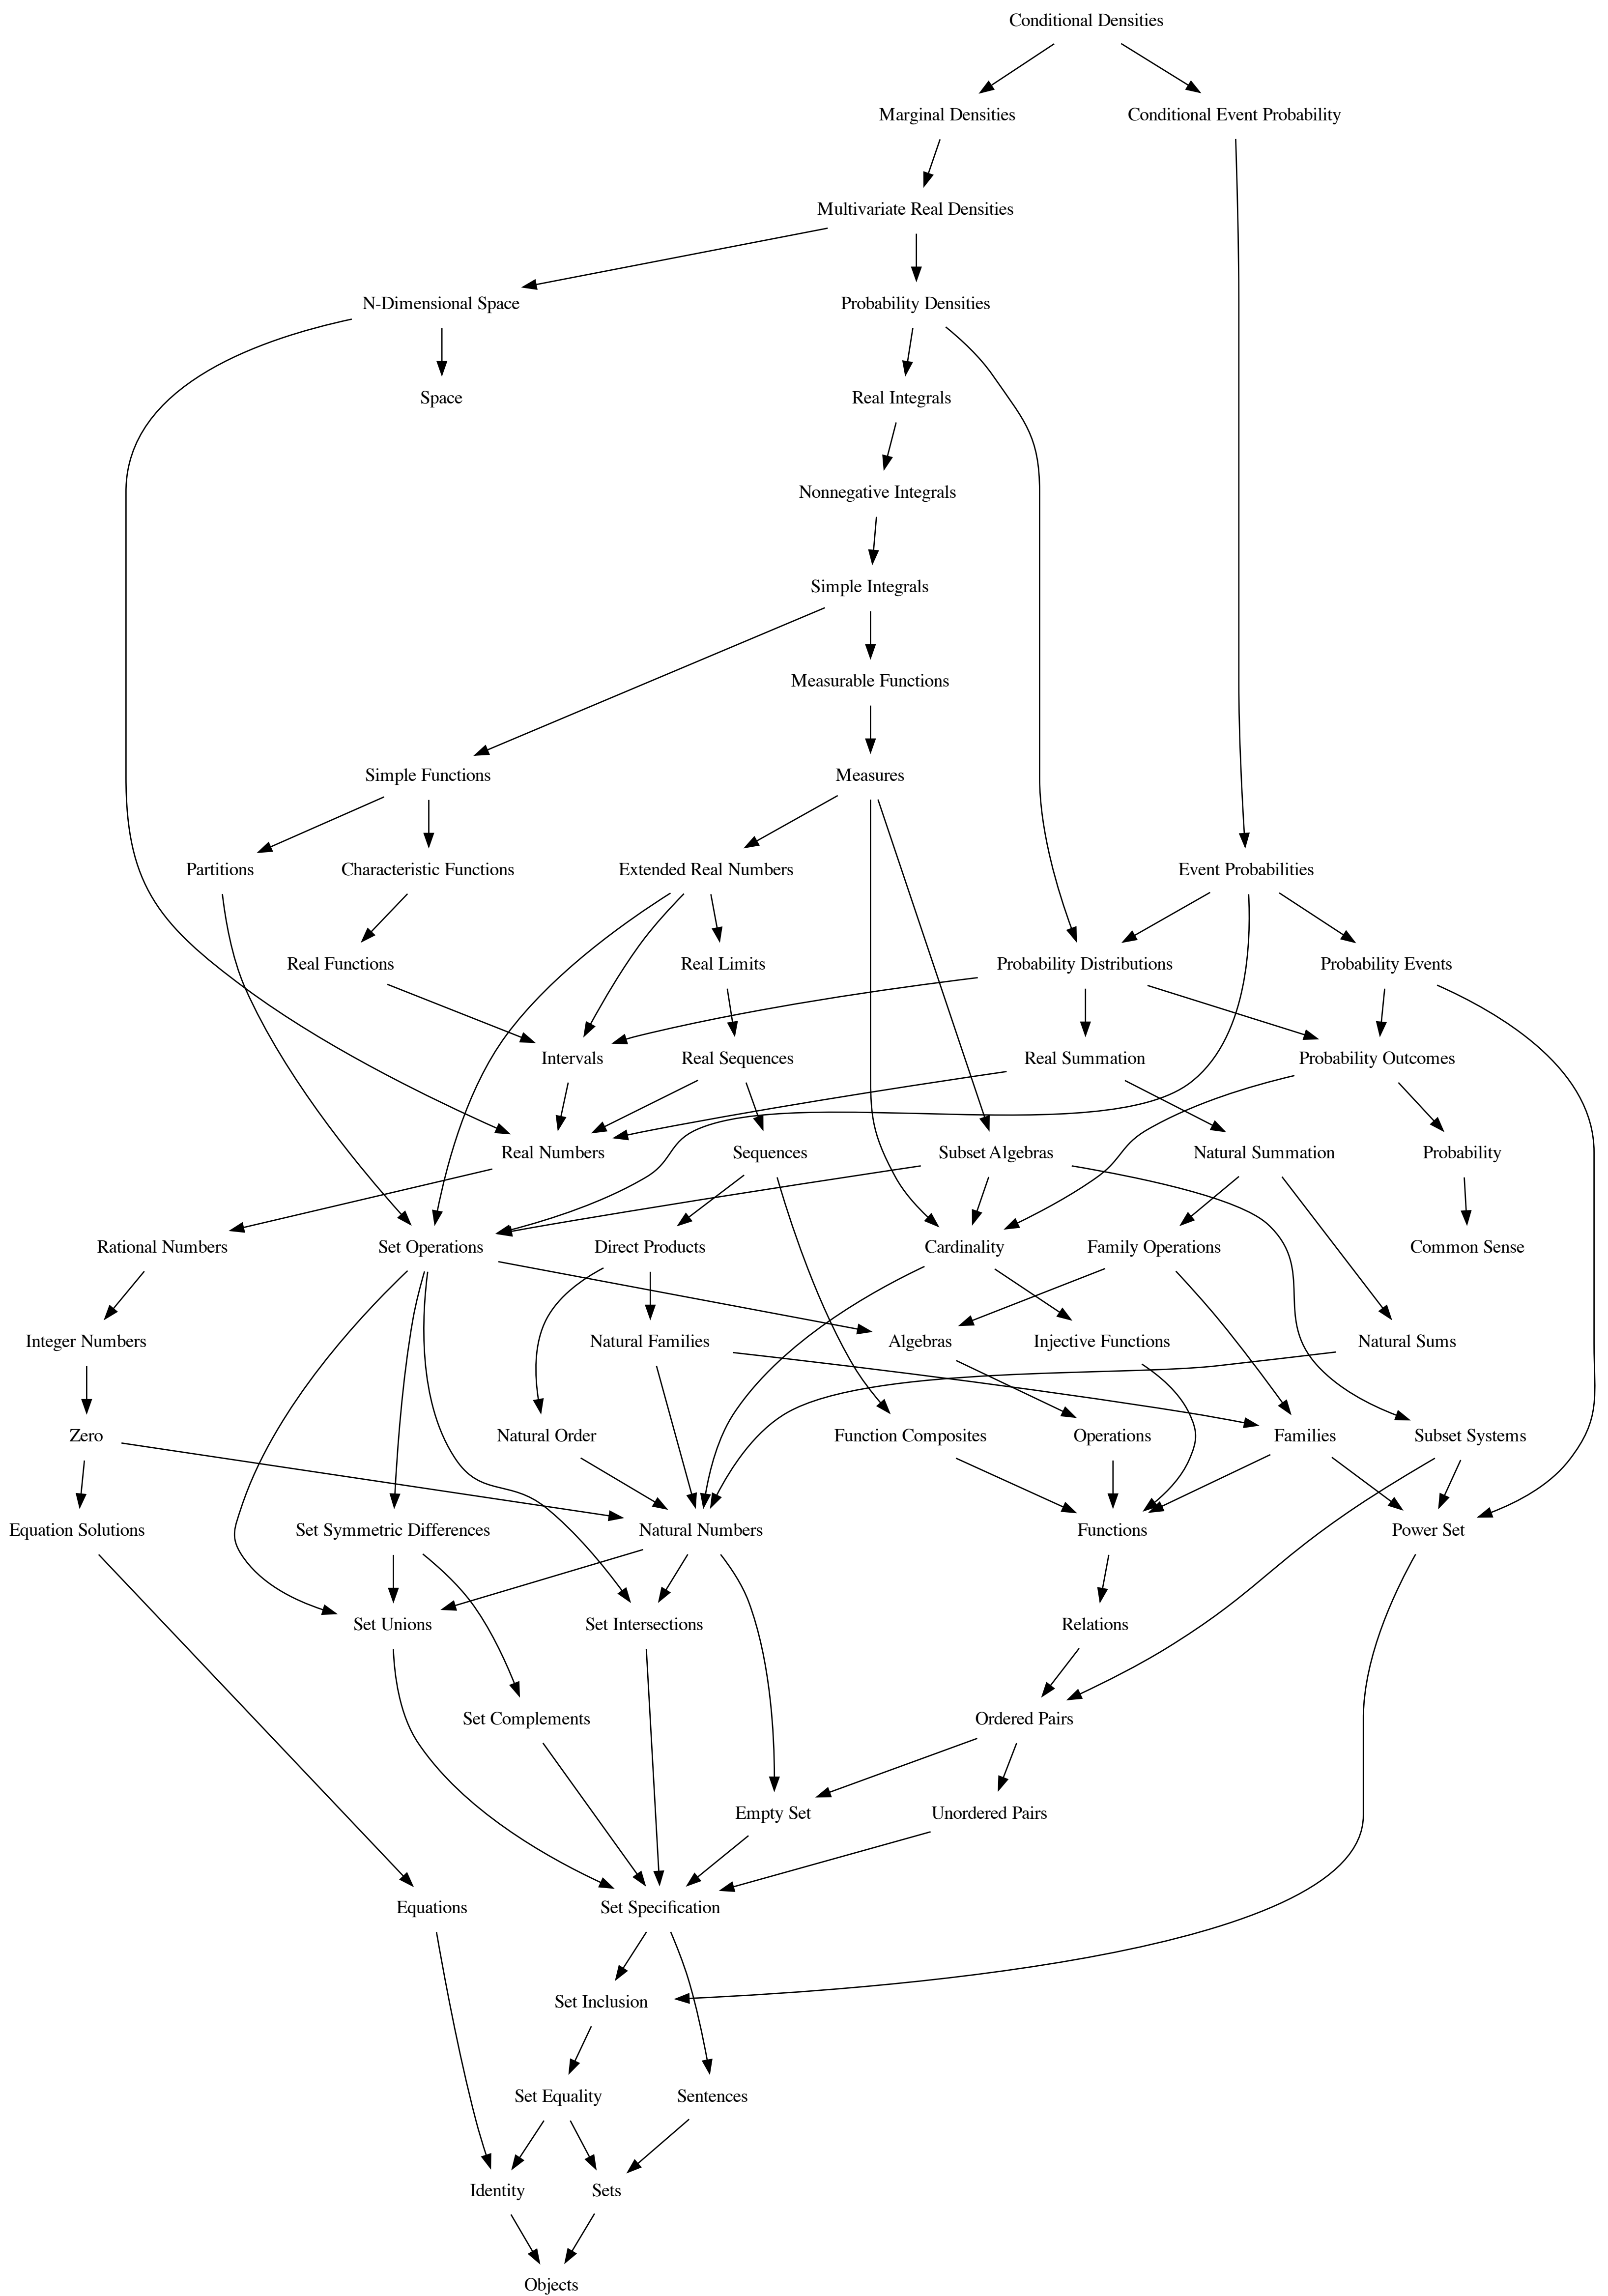 Conditional Densities
Marginal Densities
Conditional Event Probability
Multivariate Real Densities
N-Dimensional Space
Probability Densities
Space
Real Integrals
Nonnegative Integrals
Simple Integrals
Measurable Functions
Simple Functions
Measures
Partitions
Characteristic Functions
Extended Real Numbers
Event Probabilities
Real Functions
Real Limits
Probability Distributions
Probability Events
Intervals
Real Sequences
Real Summation
Probability Outcomes
Real Numbers
Sequences
Subset Algebras
Natural Summation
Probability
Rational Numbers
Set Operations
Direct Products
Cardinality
Family Operations
Common Sense
Integer Numbers
Natural Families
Algebras
Injective Functions
Natural Sums
Zero
Natural Order
Function Composites
Operations
Families
Subset Systems
Equation Solutions
Set Symmetric Differences
Natural Numbers
Functions
Power Set
Set Unions
Set Intersections
Relations
Set Complements
Ordered Pairs
Empty Set
Unordered Pairs
Equations
Set Specification
Set Inclusion
Set Equality
Sentences
Identity
Sets
Objects